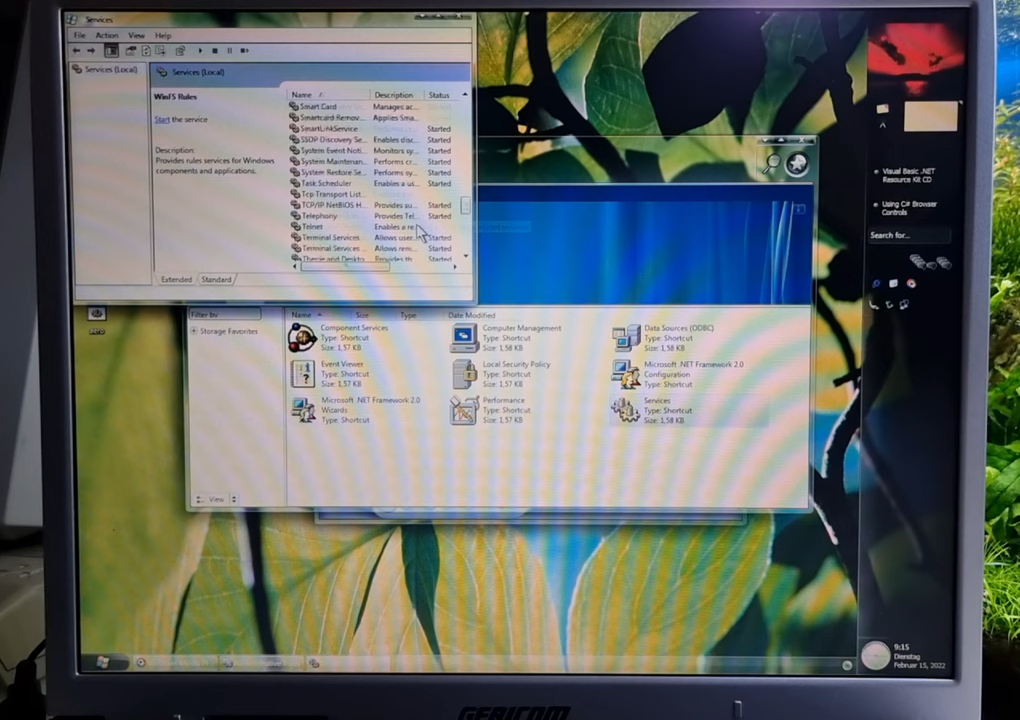 Services
File Action View Help
Services (Local)
Services (Local)
WinFS Rules
Start the service
Description:
Provides rules services for Windows
components and applications.
Name Description Status
Smart Card Manages ac...
Smartcard Remov... Applies Sma...
SmartLinkService Started
SSDP Discovery Se... Enables disc... Started
System Event Noti... Monitors sy... Started
System Maintenan... Performs cr... Started
System Restore Se... Performs sy... Started
Task Scheduler Enables a us... Started
Tcp Transport List...
TCP/IP NetBIOS H... Provides su... Started
Telephony Provides Tel... Started
Telnet Enables a re...
Terminal Services Allows user... Started
Terminal Services ... Allows rem... Started
Theme and Deskto... Provides th... Started
Extended Standard
Filter by
Storage Favorites
View
Name Size Type Date Modified
Component Services
Type: Shortcut
Size: 1,57 KB
Computer Management
Type: Shortcut
Size: 1,58 KB
Data Sources (ODBC)
Type: Shortcut
Size: 1,58 KB
Event Viewer
Type: Shortcut
Size: 1,57 KB
Local Security Policy
Type: Shortcut
Size: 1,57 KB
Microsoft .NET Framework 2.0
Configuration
Type: Shortcut
Microsoft .NET Framework 2.0
Wizards
Type: Shortcut
Performance
Type: Shortcut
Size: 1,57 KB
Services
Type: Shortcut
Size: 1,58 KB
Visual Basic .NET
Resource Kit CD
Using C# Browser
Controls
Search for...
9:15
Dienstag
Februar 15, 2022
GERICOM